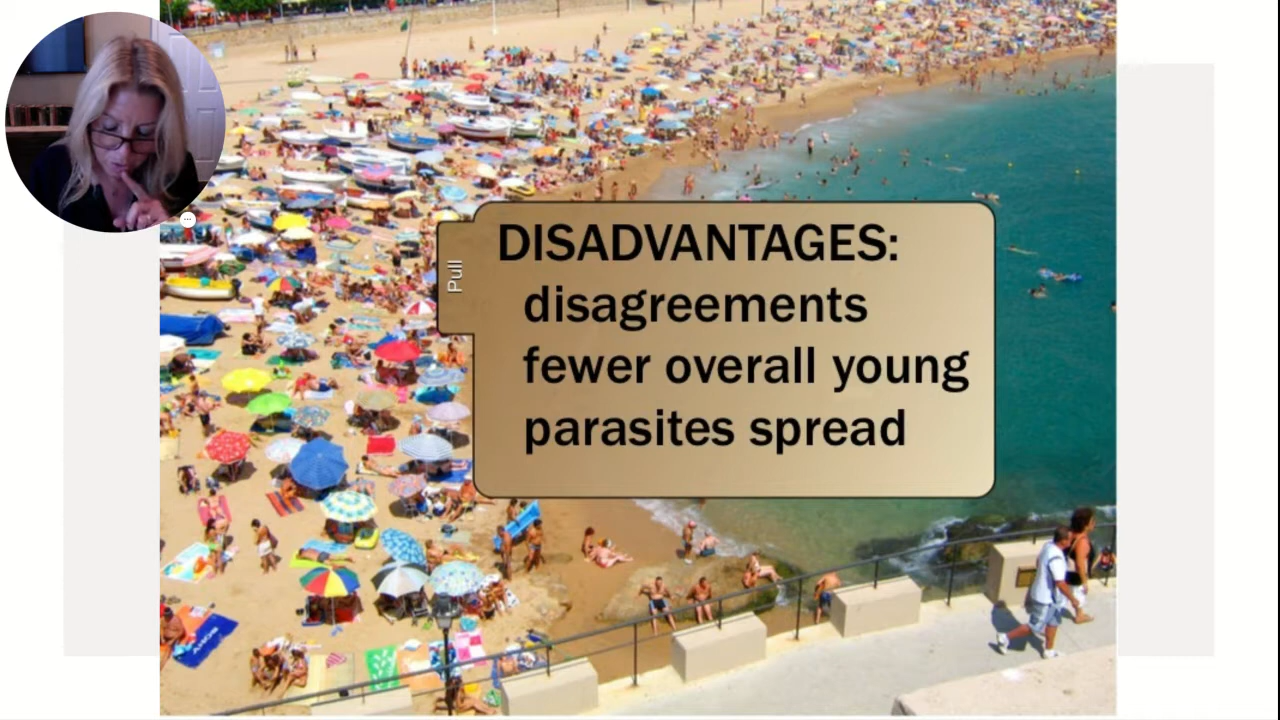 Pull
DISADVANTAGES:
disagreements
fewer overall young
parasites spread